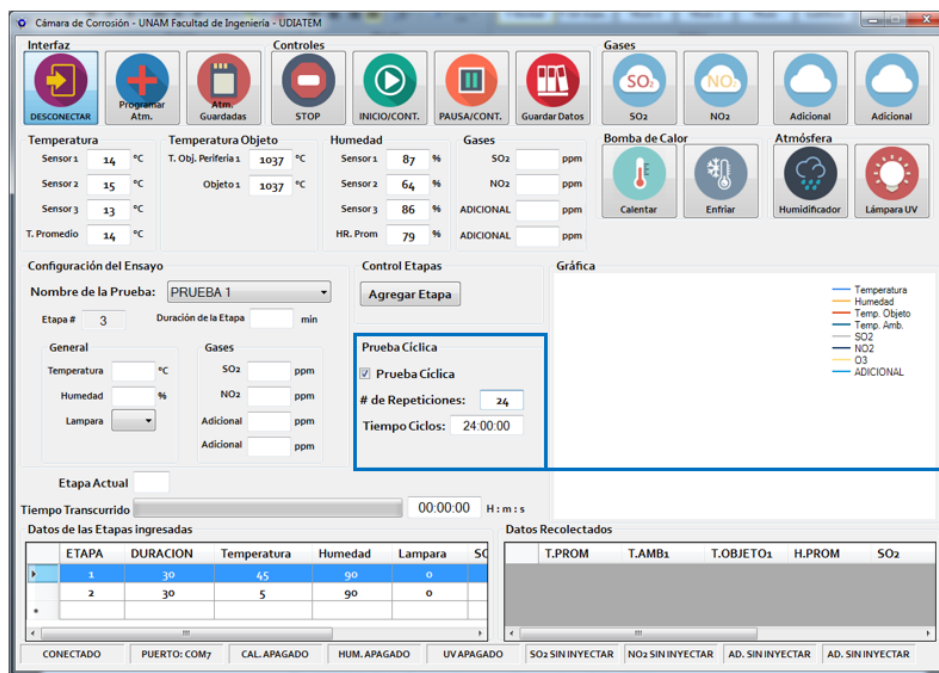 Cámara de Corrosión - UNAM Facultad de Ingeniería - UDIATEM
Interfaz
Controles
Gases
DESCONECTAR
Programar Atm.
Atm. Guardadas
STOP
INICIO/CONT.
PAUSA/CONT.
Guardar Datos
SO2
SO2
NO2
NO2
Adicional
Adicional
Temperatura
Sensor 1 14 °C
Sensor 2 15 °C
Sensor 3 13 °C
T. Promedio 14 °C
Temperatura Objeto
T. Obj. Periferia 1 1037 °C
Objeto 1 1037 °C
Humedad
Sensor 1 87 %
Sensor 2 64 %
Sensor 3 86 %
HR. Prom 79 %
Gases
SO2 ppm
NO2 ppm
ADICIONAL ppm
ADICIONAL ppm
Bomba de Calor
Calentar
Enfriar
Atmósfera
Humidificador
Lámpara UV
Configuración del Ensayo
Nombre de la Prueba: PRUEBA 1
Etapa # 3 Duración de la Etapa min
General
Temperatura °C
Humedad %
Lampara
Gases
SO2 ppm
NO2 ppm
Adicional ppm
Adicional ppm
Control Etapas
Agregar Etapa
Prueba Cíclica
Prueba Cíclica
# de Repeticiones: 24
Tiempo Ciclos: 24:00:00
Gráfica
Temperatura
Humedad
Temp. Objeto
Temp. Amb.
SO2
NO2
O3
ADICIONAL
Etapa Actual
Tiempo Transcurrido 00:00:00 H : m : s
Datos de las Etapas ingresadas
ETAPA DURACION Temperatura Humedad Lampara SO
1 30 45 90 0
2 30 5 90 0
Datos Recolectados
T.PROM T.AMB1 T.OBJETO1 H.PROM SO2
CONECTADO PUERTO: COM7 CAL. APAGADO HUM. APAGADO UV APAGADO SO2 SIN INYECTAR NO2 SIN INYECTAR AD. SIN INYECTAR AD. SIN INYECTAR